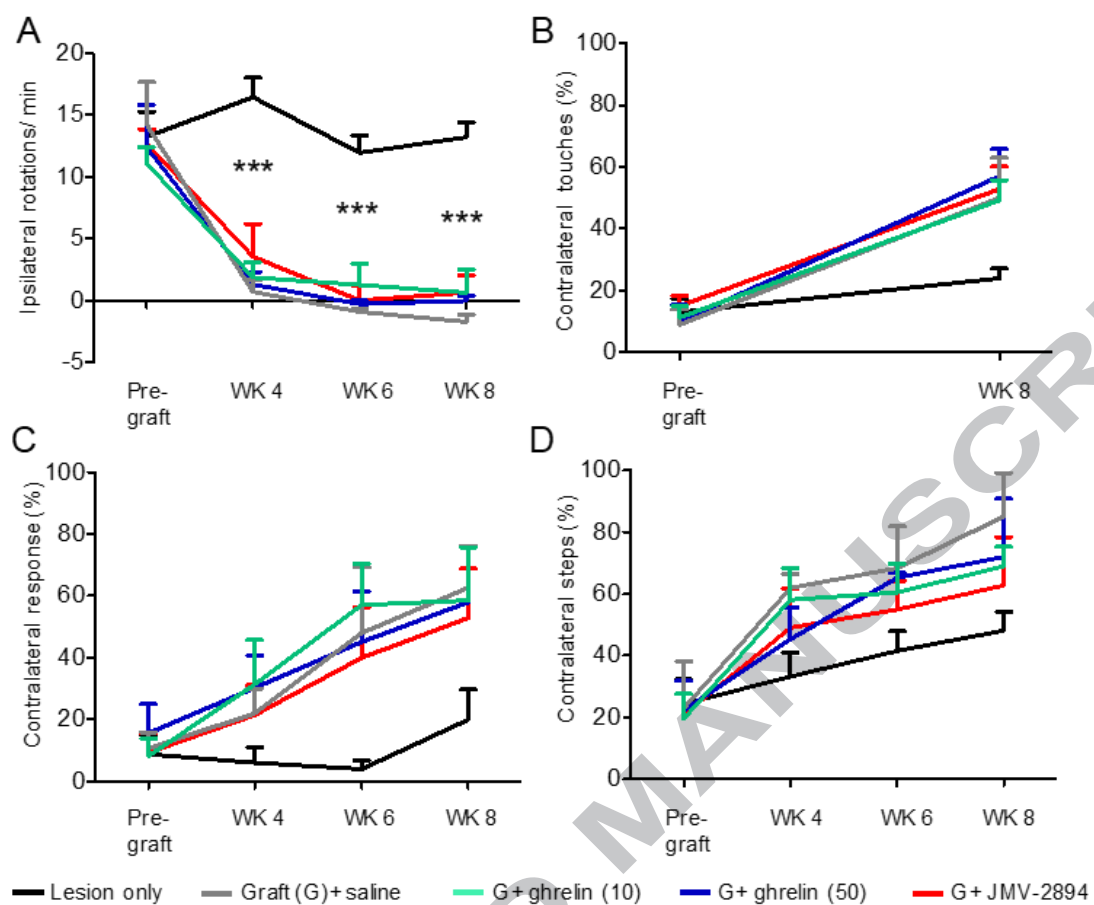 A
Ipsilateral rotations/ min
20
15
10
5
0
-5
***
***
***
Pre-
graft
WK 4
WK 6
WK 8
B
Contralateral touches (%)
100
80
60
40
20
0
Pre-
graft
WK 8
C
Contralateral response (%)
100
80
60
40
20
0
Pre-
graft
WK 4
WK 6
WK 8
D
Contralateral steps (%)
100
80
60
40
20
0
Pre-
graft
WK 4
WK 6
WK 8
Lesion only
Graft (G)+ saline
G+ ghrelin (10)
G+ ghrelin (50)
G+ JMV-2894